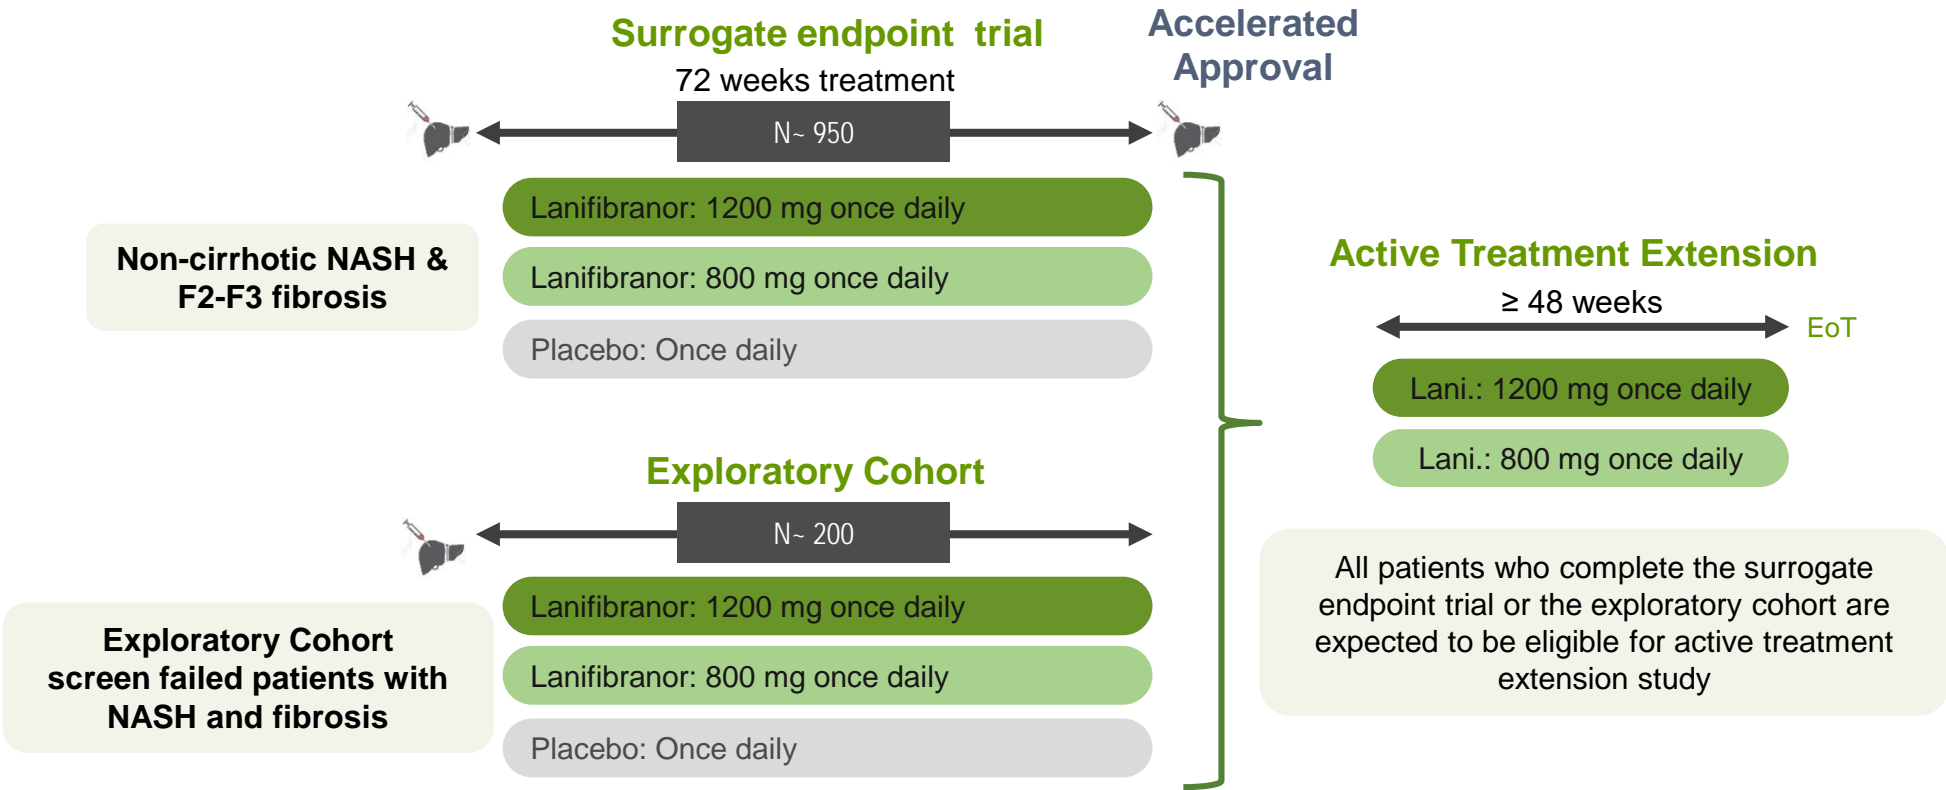 Surrogate endpoint  trial
72 weeks treatment
N~ 950
Accelerated
Approval
Non-cirrhotic NASH &
F2-F3 fibrosis
Lanifibranor: 1200 mg once daily
Lanifibranor: 800 mg once daily
Placebo: Once daily
Exploratory Cohort
N~ 200
Exploratory Cohort
screen failed patients with
NASH and fibrosis
Lanifibranor: 1200 mg once daily
Lanifibranor: 800 mg once daily
Placebo: Once daily
Active Treatment Extension
≥ 48 weeks
EoT
Lani.: 1200 mg once daily
Lani.: 800 mg once daily
All patients who complete the surrogate
endpoint trial or the exploratory cohort are
expected to be eligible for active treatment
extension study